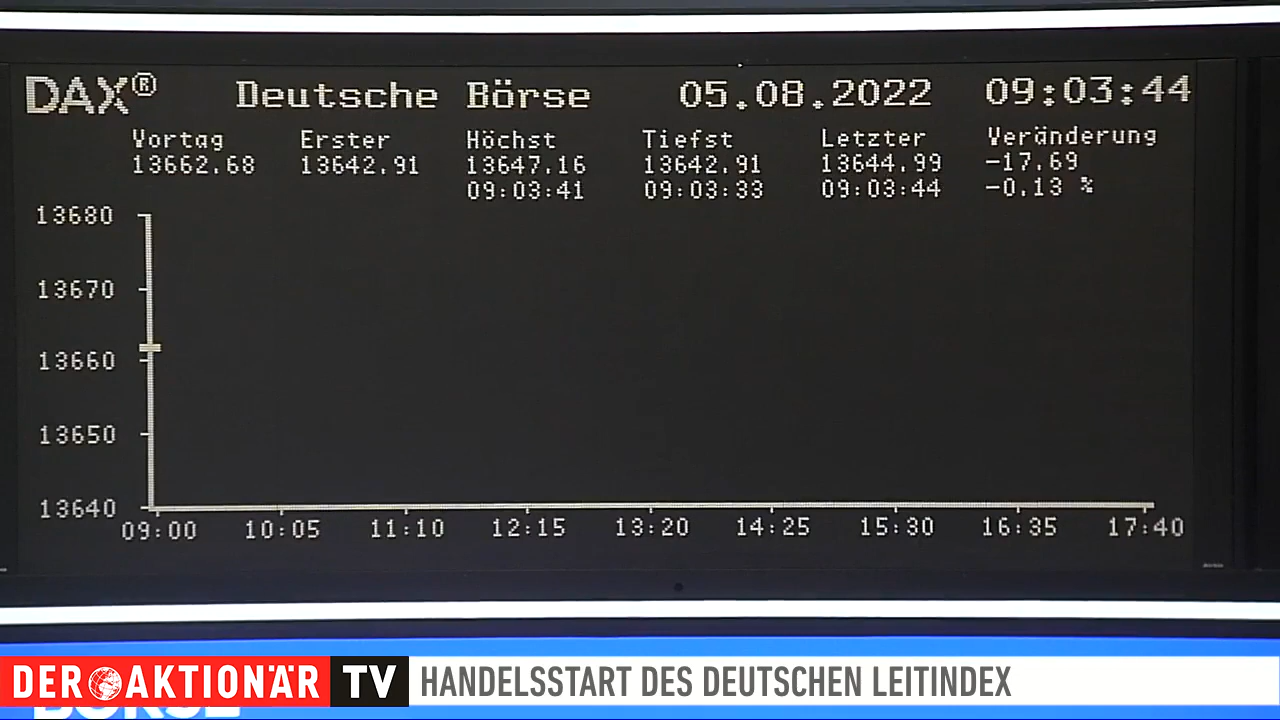 DAX® Deutsche Börse 05.08.2022 09:03:44
Vortag Erster Höchst Tiefst Letzter Veränderung
13662.68 13642.91 13647.16 13642.91 13644.99 -17.69
09:03:41 09:03:33 09:03:44 -0.13 %
13680
13670
13660
13650
13640
09:00 10:05 11:10 12:15 13:20 14:25 15:30 16:35 17:40
DER AKTIONÄR TV HANDELSSTART DES DEUTSCHEN LEITINDEX
BÖRSE